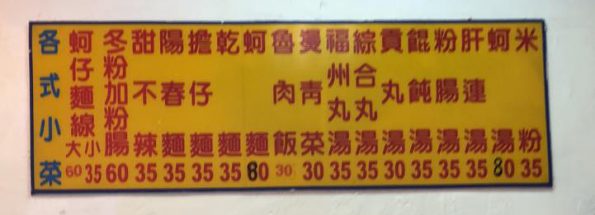 各式小菜
蚵仔麵線 大60 小35
冬粉加粉腸 60
甜不辣 35
陽春麵 35
擔仔麵 35
乾麵 35
蚵麵 80
魯肉飯 30
燙青菜 30
福州丸湯 35
綜合丸湯 35
貢丸湯 30
餛飩湯 35
粉腸湯 35
肝連湯 35
蚵湯 80
米粉 35